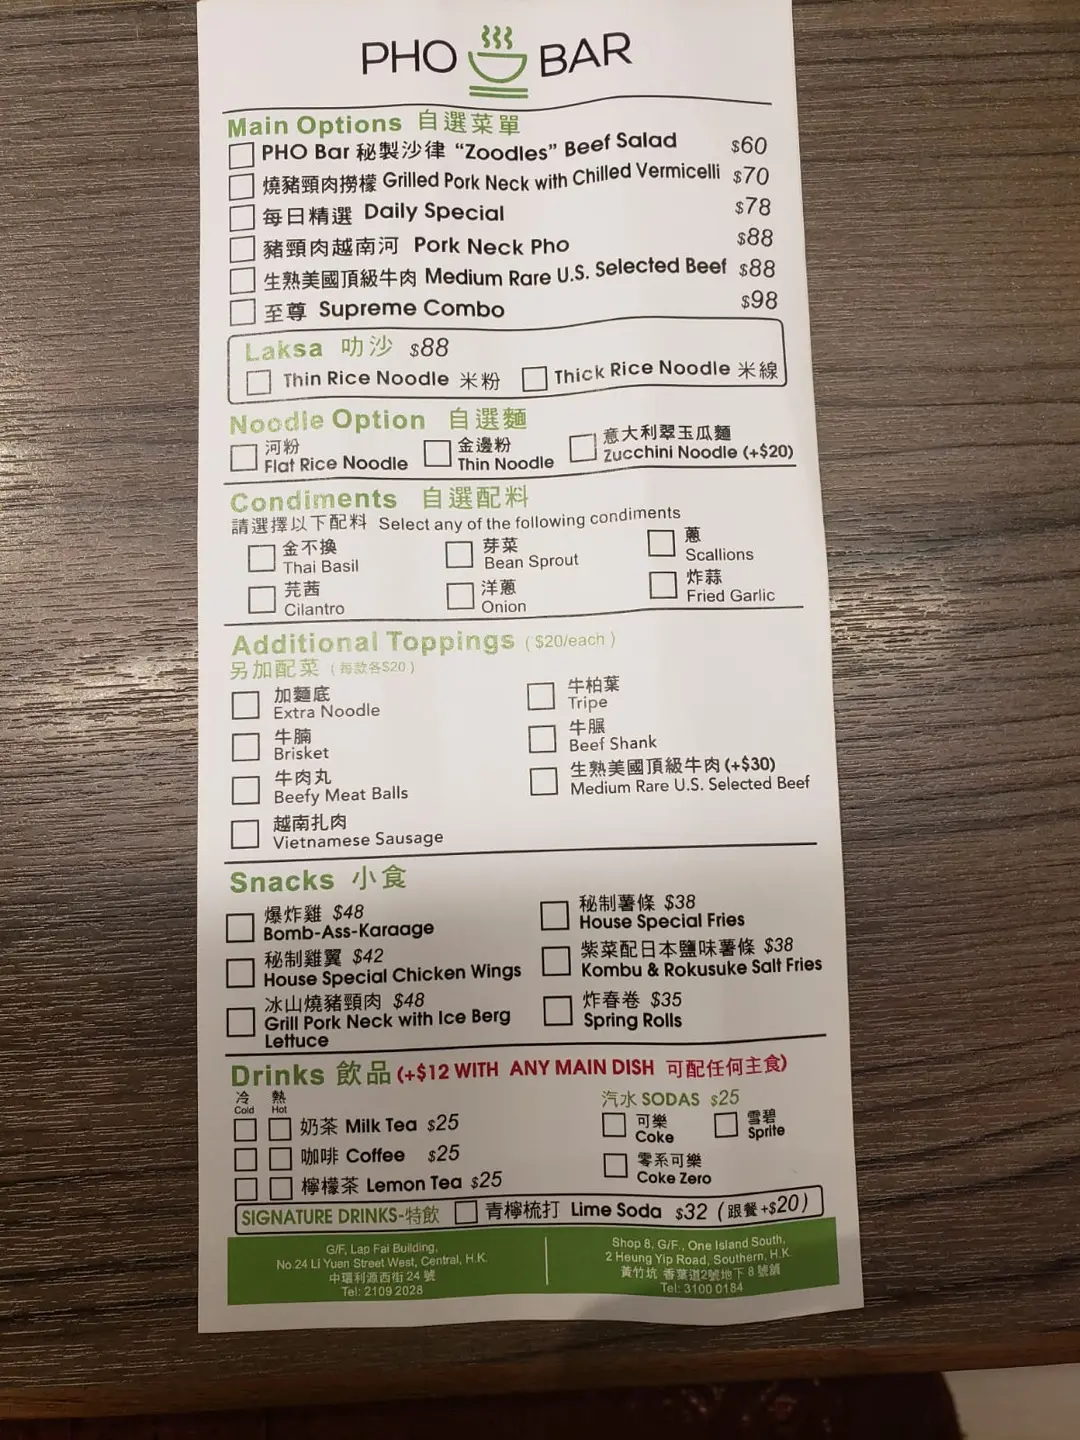 PHO BAR
Main Options 自選菜單
PHO Bar 秘製沙律 “Zoodles” Beef Salad $60
燒豬頸肉撈檬 Grilled Pork Neck with Chilled Vermicelli $70
每日精選 Daily Special $78
豬頸肉越南河 Pork Neck Pho $88
生熟美國頂級牛肉 Medium Rare U.S. Selected Beef $88
至尊 Supreme Combo $98
Laksa 叻沙 $88
Thin Rice Noodle 米粉 Thick Rice Noodle 米線
Noodle Option 自選麵
河粉 金邊粉 意大利翠玉瓜麵
Flat Rice Noodle Thin Noodle Zucchini Noodle (+$20)
Condiments 自選配料
請選擇以下配料 Select any of the following condiments
金不換 芽菜 蔥
Thai Basil Bean Sprout Scallions
芫茜 洋蔥 炸蒜
Cilantro Onion Fried Garlic
Additional Toppings ( $20/each )
另加配菜 ( 每款各$20 )
加麵底 牛柏葉
Extra Noodle Tripe
牛腩 牛𦟌
Brisket Beef Shank
牛肉丸 生熟美國頂級牛肉 (+$30)
Beefy Meat Balls Medium Rare U.S. Selected Beef
越南扎肉
Vietnamese Sausage
Snacks 小食
爆炸雞 $48 秘制薯條 $38
Bomb-Ass-Karaage House Special Fries
秘制雞翼 $42 紫菜配日本鹽味薯條 $38
House Special Chicken Wings Kombu & Rokusuke Salt Fries
冰山燒豬頸肉 $48 炸春卷 $35
Grill Pork Neck with Ice Berg Spring Rolls
Lettuce
Drinks 飲品 (+$12 WITH ANY MAIN DISH 可配任何主食)
冷 熱 汽水 SODAS $25
Cold Hot
奶茶 Milk Tea $25 可樂 雪碧
Coke Sprite
咖啡 Coffee $25 零系可樂
檸檬茶 Lemon Tea $25 Coke Zero
SIGNATURE DRINKS-特飲 青檸梳打 Lime Soda $32 ( 跟餐 +$20 )
G/F, Lap Fai Building,
No.24 Li Yuen Street West, Central, H.K.
中環利源西街 24 號
Tel: 2109 2028
Shop 8, G/F., One Island South,
2 Heung Yip Road, Southern, H.K.
黃竹坑 香葉道2號地下 8 號舖
Tel: 3100 0184